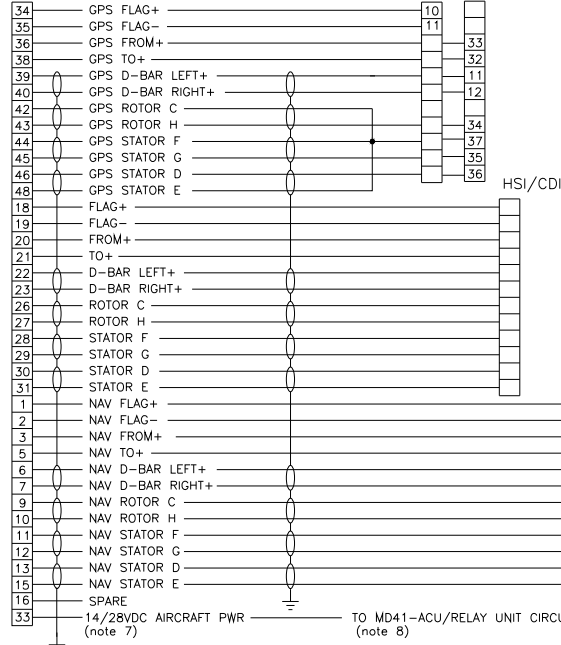 34 GPS FLAG+ 10
35 GPS FLAG- 11
36 GPS FROM+ 33
38 GPS TO+ 32
39 GPS D-BAR LEFT+ 11
40 GPS D-BAR RIGHT+ 12
42 GPS ROTOR C
43 GPS ROTOR H 34
44 GPS STATOR F 37
45 GPS STATOR G 35
46 GPS STATOR D 36
48 GPS STATOR E
HSI/CDI
18 FLAG+
19 FLAG-
20 FROM+
21 TO+
22 D-BAR LEFT+
23 D-BAR RIGHT+
26 ROTOR C
27 ROTOR H
28 STATOR F
29 STATOR G
30 STATOR D
31 STATOR E
1 NAV FLAG+
2 NAV FLAG-
3 NAV FROM+
5 NAV TO+
6 NAV D-BAR LEFT+
7 NAV D-BAR RIGHT+
9 NAV ROTOR C
10 NAV ROTOR H
11 NAV STATOR F
12 NAV STATOR G
13 NAV STATOR D
15 NAV STATOR E
16 SPARE
33 14/28VDC AIRCRAFT PWR TO MD41-ACU/RELAY UNIT CIRCU
(note 7) (note 8)